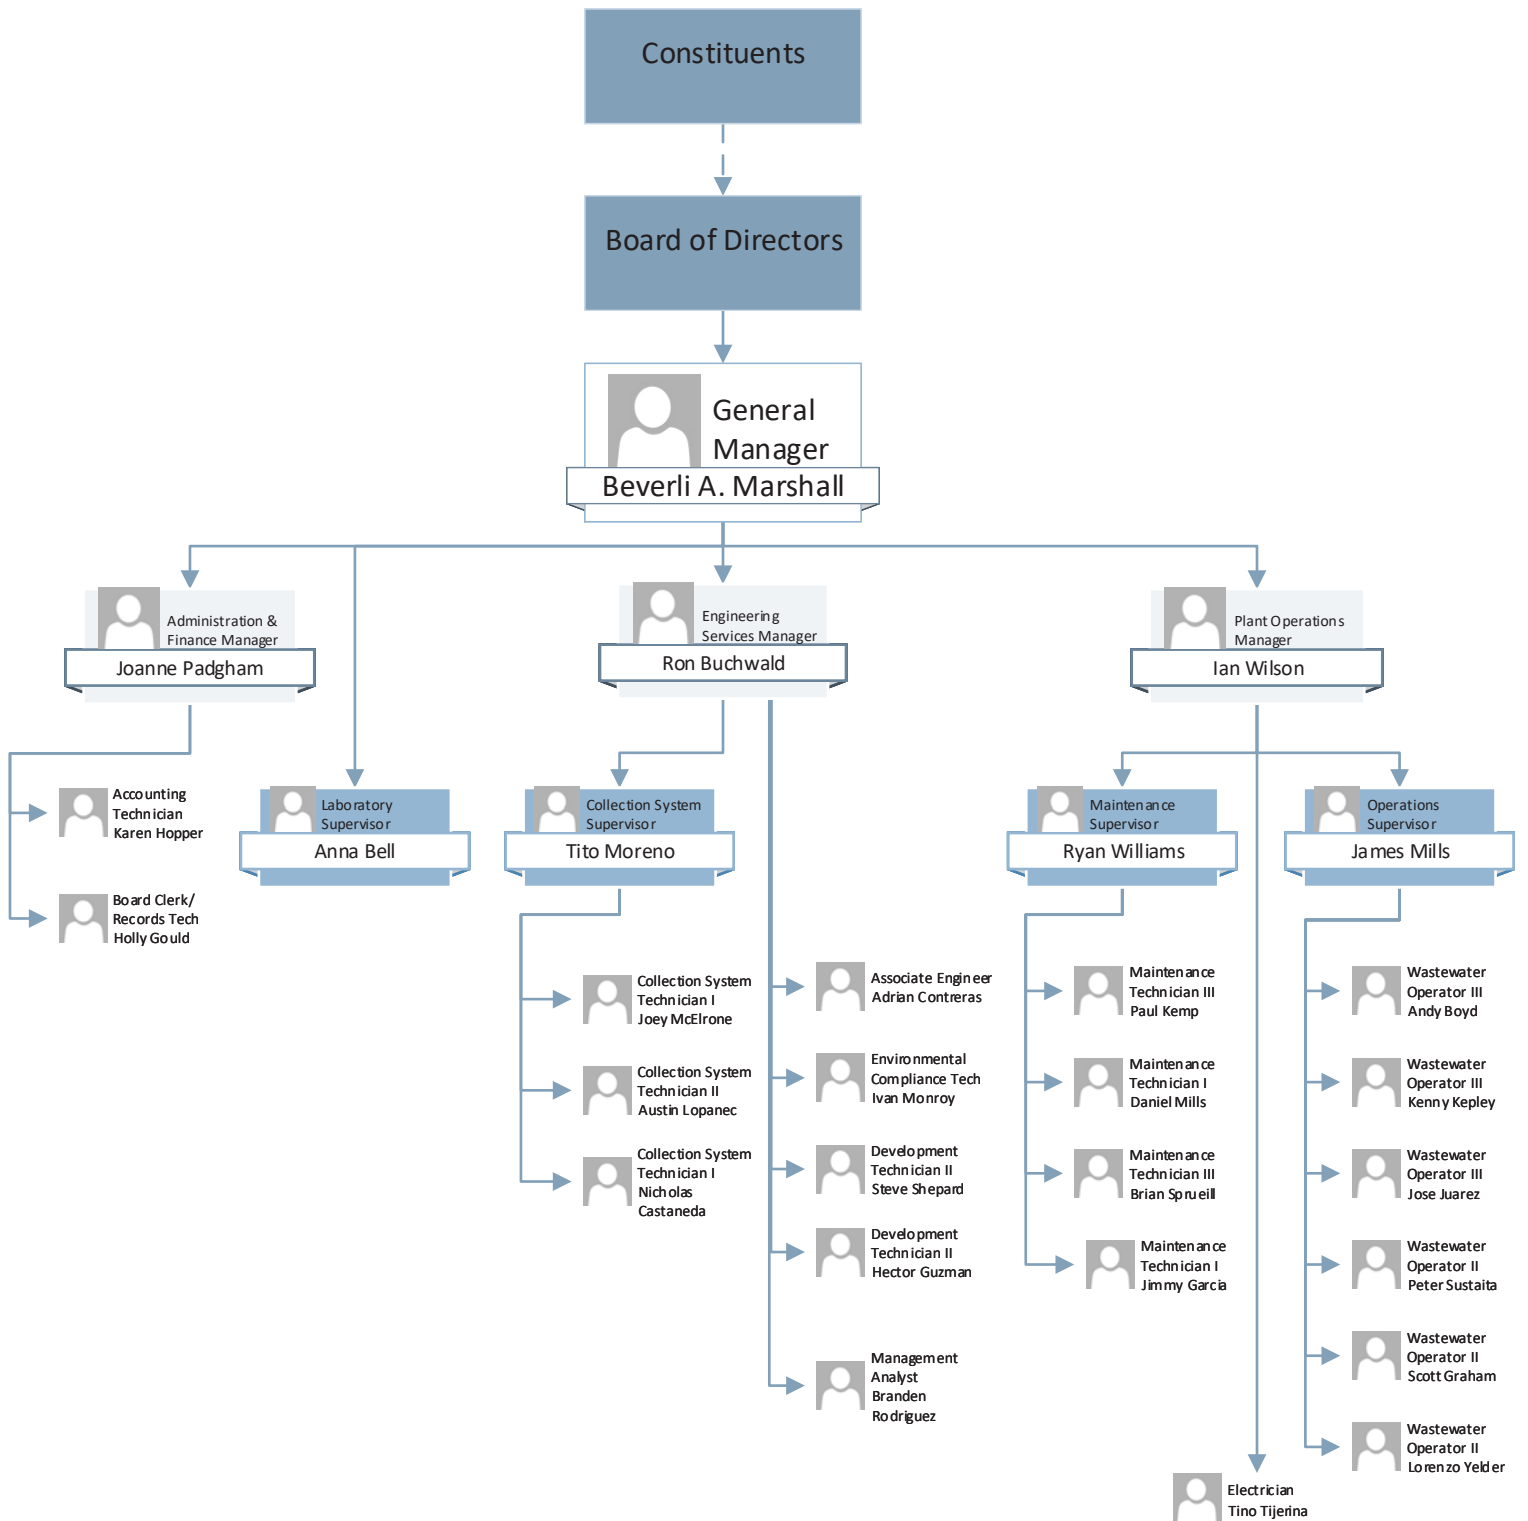 Constituents
Board of Directors
General
Manager
Beverli A. Marshall
Administration &
Finance Manager
Joanne Padgham
Engineering
Services Manager
Ron Buchwald
Plant Operations
Manager
Ian Wilson
Accounting
Technician
Karen Hopper
Board Clerk/
Records Tech
Holly Gould
Laboratory
Supervisor
Anna Bell
Collection System
Supervisor
Tito Moreno
Collection System
Technician I
Joey McElrone
Collection System
Technician II
Austin Lopanec
Collection System
Technician I
Nicholas
Castaneda
Associate Engineer
Adrian Contreras
Environmental
Compliance Tech
Ivan Monroy
Development
Technician II
Steve Shepard
Development
Technician II
Hector Guzman
Management
Analyst
Branden
Rodriguez
Maintenance
Supervisor
Ryan Williams
Maintenance
Technician III
Paul Kemp
Maintenance
Technician I
Daniel Mills
Maintenance
Technician III
Brian Sprueill
Maintenance
Technician I
Jimmy Garcia
Operations
Supervisor
James Mills
Wastewater
Operator III
Andy Boyd
Wastewater
Operator III
Kenny Kepley
Wastewater
Operator III
Jose Juarez
Wastewater
Operator II
Peter Sustaita
Wastewater
Operator II
Scott Graham
Wastewater
Operator II
Lorenzo Yelder
Electrician
Tino Tijerina